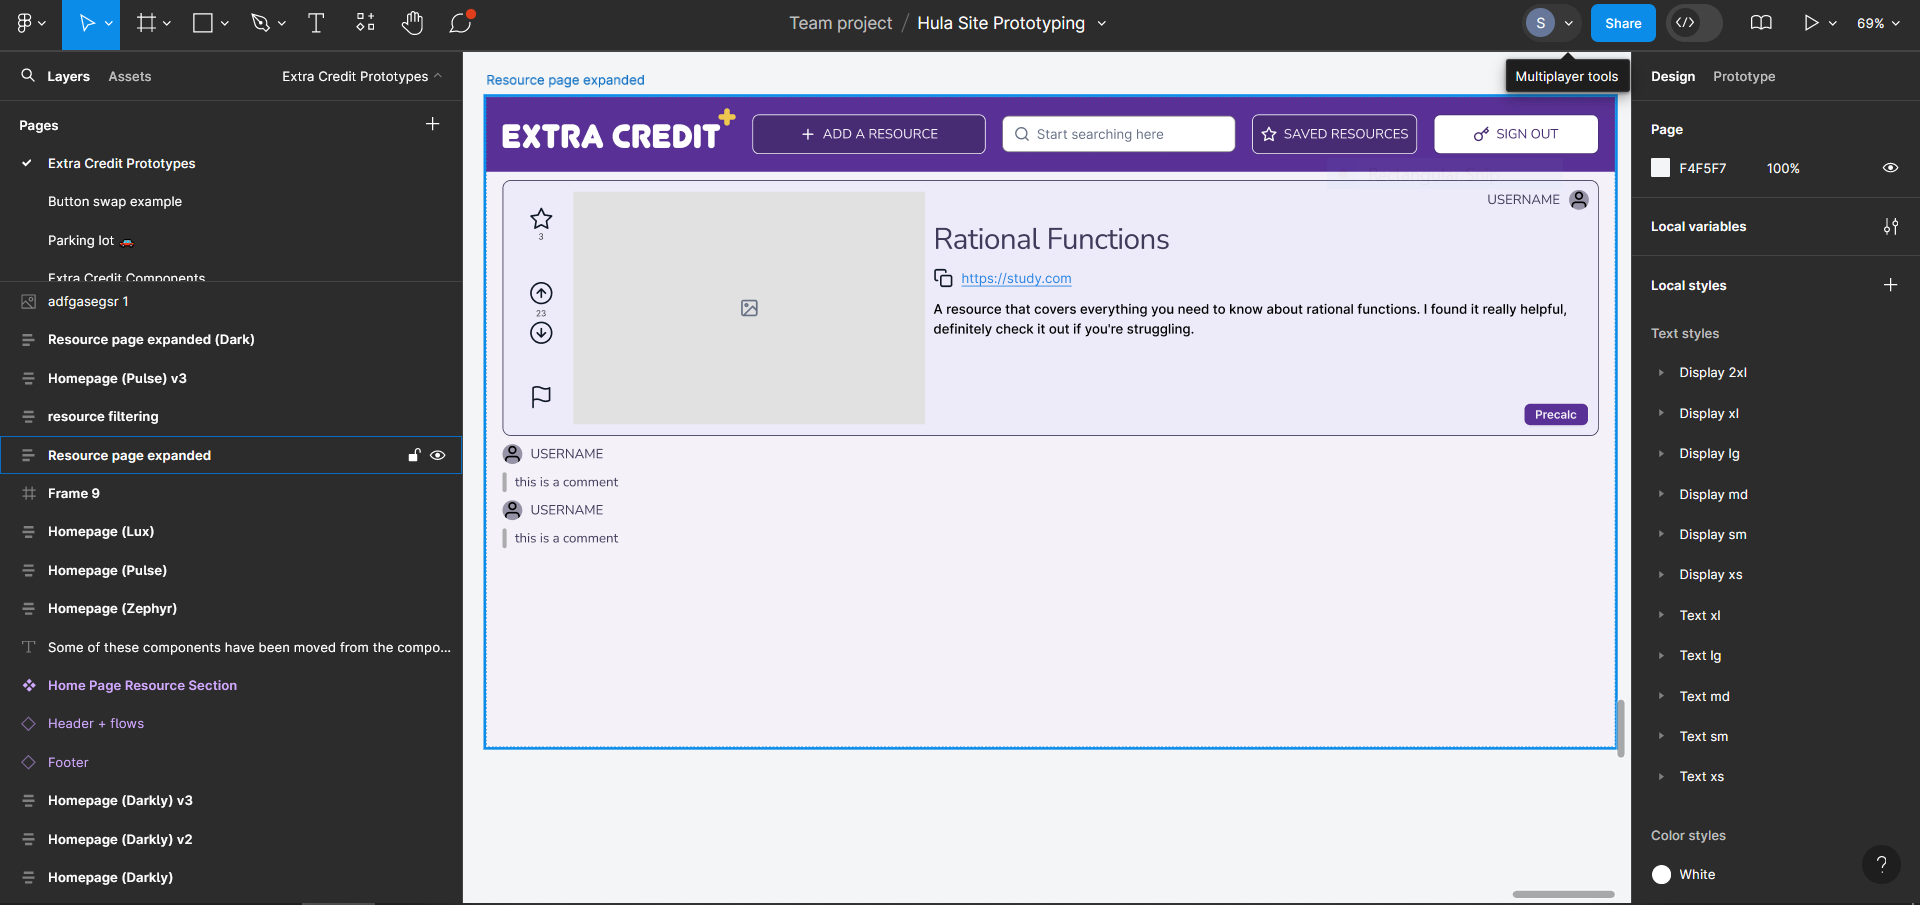 Team project / Hula Site Prototyping
S
Share
69%
Multiplayer tools
Layers
Assets
Extra Credit Prototypes
Pages
Extra Credit Prototypes
Button swap example
Parking lot 🚗
Extra Credit Components
adfgasegsr 1
Resource page expanded (Dark)
Homepage (Pulse) v3
resource filtering
Resource page expanded
Frame 9
Homepage (Lux)
Homepage (Pulse)
Homepage (Zephyr)
Some of these components have been moved from the compo...
Home Page Resource Section
Header + flows
Footer
Homepage (Darkly) v3
Homepage (Darkly) v2
Homepage (Darkly)
Resource page expanded
EXTRA CREDIT
ADD A RESOURCE
Start searching here
SAVED RESOURCES
SIGN OUT
USERNAME
3
23
Rational Functions
https://study.com
A resource that covers everything you need to know about rational functions. I found it really helpful,
definitely check it out if you're struggling.
Precalc
USERNAME
this is a comment
USERNAME
this is a comment
Design
Prototype
Page
F4F5F7
100%
Local variables
Local styles
Text styles
Display 2xl
Display xl
Display lg
Display md
Display sm
Display xs
Text xl
Text lg
Text md
Text sm
Text xs
Color styles
White
?